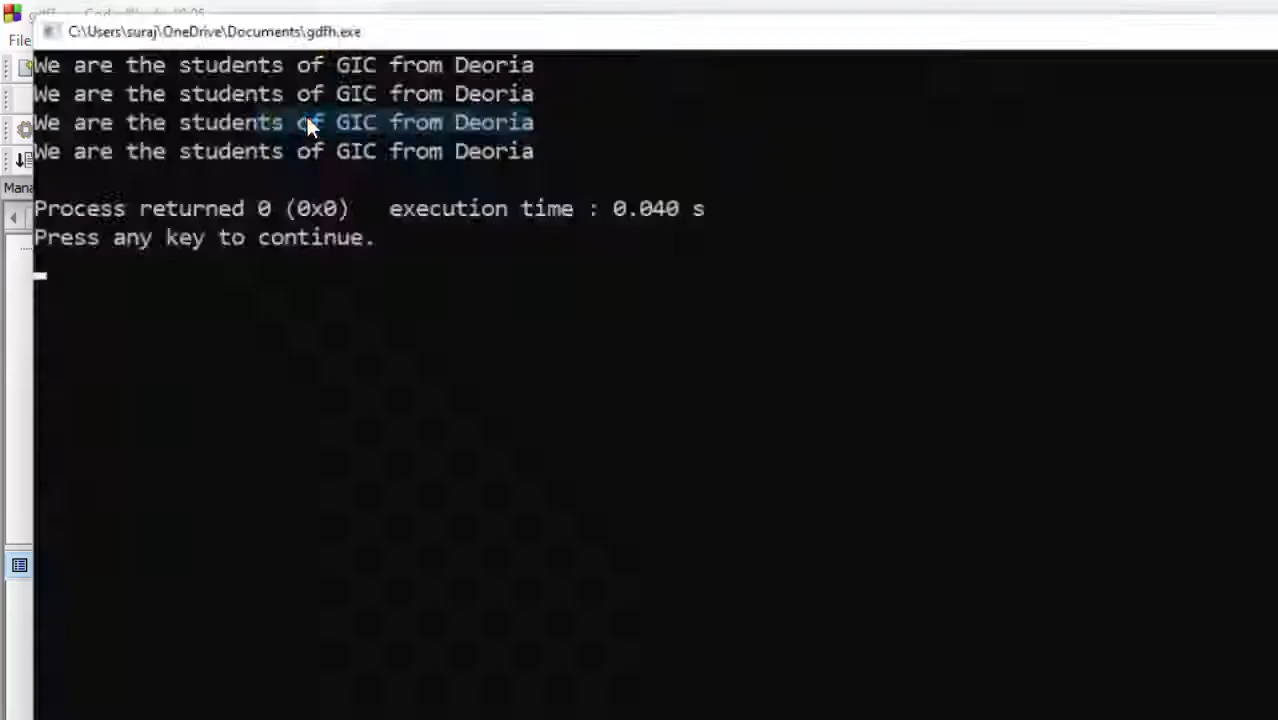 C:\Users\suraj\OneDrive\Documents\gdfh.exe
File
We are the students of GIC from Deoria
We are the students of GIC from Deoria
We are the students of GIC from Deoria
We are the students of GIC from Deoria
Mana
Process returned 0 (0x0)   execution time : 0.040 s
Press any key to continue.